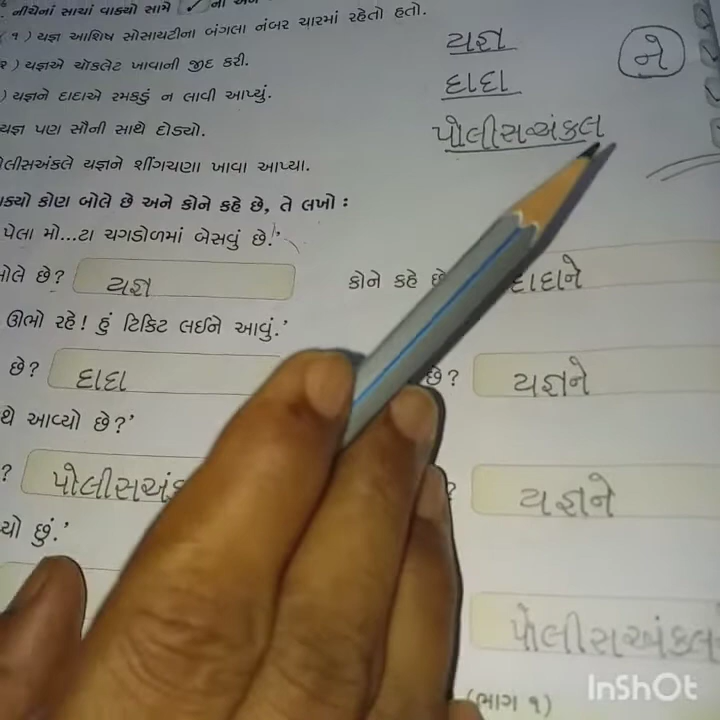 નીચેનાં સાચાં વાક્યો સામે ✓ ની
(૧) યજ્ઞ આશિષ સોસાયટીના બંગલા નંબર ચારમાં રહેતો હતો.
૨) યજ્ઞએ ચૉકલેટ ખાવાની જીદ કરી.
) યજ્ઞને દાદાએ રમકડું ન લાવી આપ્યું.
યજ્ઞ પણ સૌની સાથે દોડ્યો.
લીસઅંકલે યજ્ઞને શીંગચણા ખાવા આપ્યા.
યજ્ઞ
દાદા
પોલીસઅંકલ
ને
ક્યો કોણ બોલે છે અને કોને કહે છે, તે લખો :
પેલા મો...ટા ચગડોળમાં બેસવું છે.’
બોલે છે? યજ્ઞ કોને કહે છે દાદાને
ઊભો રહે! હું ટિકિટ લઈને આવું.’
છે? દાદા છે? યજ્ઞને
થે આવ્યો છે?’
? પોલીસઅં ? યજ્ઞને
યો છું.’
પોલીસઅંકલ
(ભાગ ૧)
InShOt